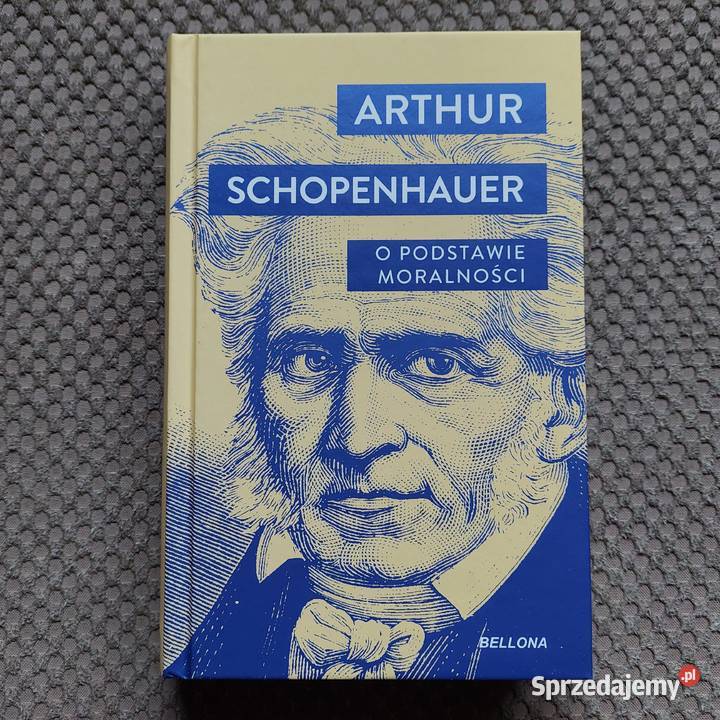 ARTHUR
SCHOPENHAUER
O PODSTAWIE
MORALNOŚCI
BELLONA
Sprzedajemy.pl